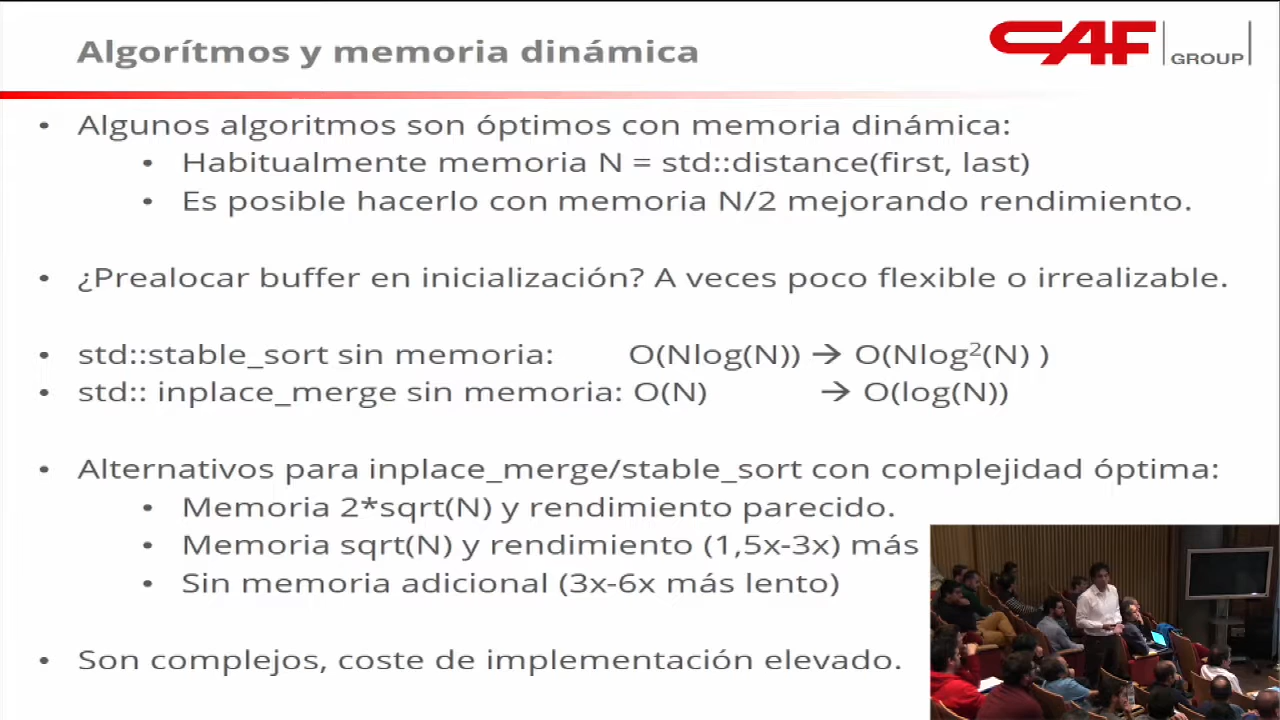 Algorítmos y memoria dinámica
CAF GROUP
• Algunos algoritmos son óptimos con memoria dinámica:
• Habitualmente memoria N = std::distance(first, last)
• Es posible hacerlo con memoria N/2 mejorando rendimiento.
• ¿Prealocar buffer en inicialización? A veces poco flexible o irrealizable.
• std::stable_sort sin memoria: O(Nlog(N)) → O(Nlog²(N) )
• std:: inplace_merge sin memoria: O(N) → O(log(N))
• Alternativos para inplace_merge/stable_sort con complejidad óptima:
• Memoria 2*sqrt(N) y rendimiento parecido.
• Memoria sqrt(N) y rendimiento (1,5x-3x) más
• Sin memoria adicional (3x-6x más lento)
• Son complejos, coste de implementación elevado.